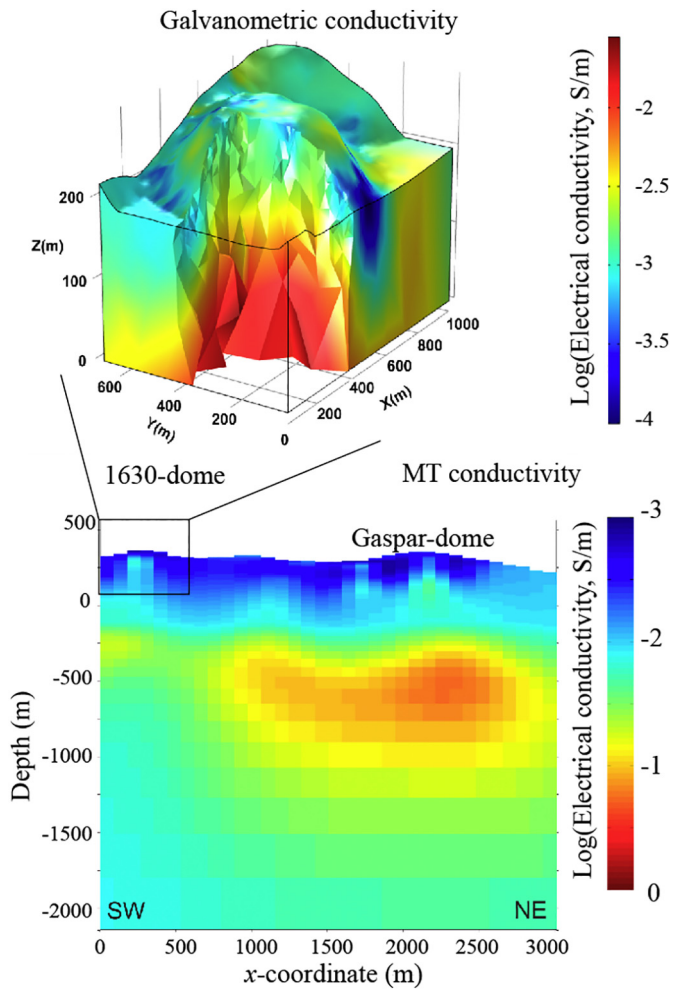 Galvanometric conductivity
200
Z(m)
100
0
600
400
200
0
Y(m)
200
400
600
800
1000
X(m)
Log(Electrical conductivity, S/m)
-2
-2.5
-3
-3.5
-4
1630-dome
MT conductivity
Gaspar-dome
500
0
-500
-1000
-1500
-2000
Depth (m)
SW
NE
0
500
1000
1500
2000
2500
3000
x-coordinate (m)
Log(Electrical conductivity, S/m)
-3
-2
-1
0